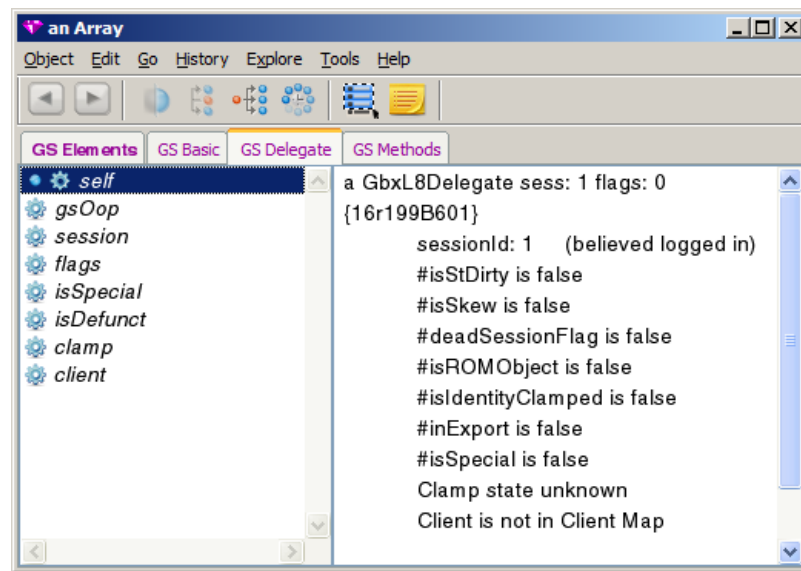 an Array
Object Edit Go History Explore Tools Help
GS Elements GS Basic GS Delegate GS Methods
self
gsOop
session
flags
isSpecial
isDefunct
clamp
client
a GbxL8Delegate sess: 1 flags: 0
{16r199B601}
sessionId: 1 (believed logged in)
#isStDirty is false
#isSkew is false
#deadSessionFlag is false
#isROMObject is false
#isIdentityClamped is false
#inExport is false
#isSpecial is false
Clamp state unknown
Client is not in Client Map